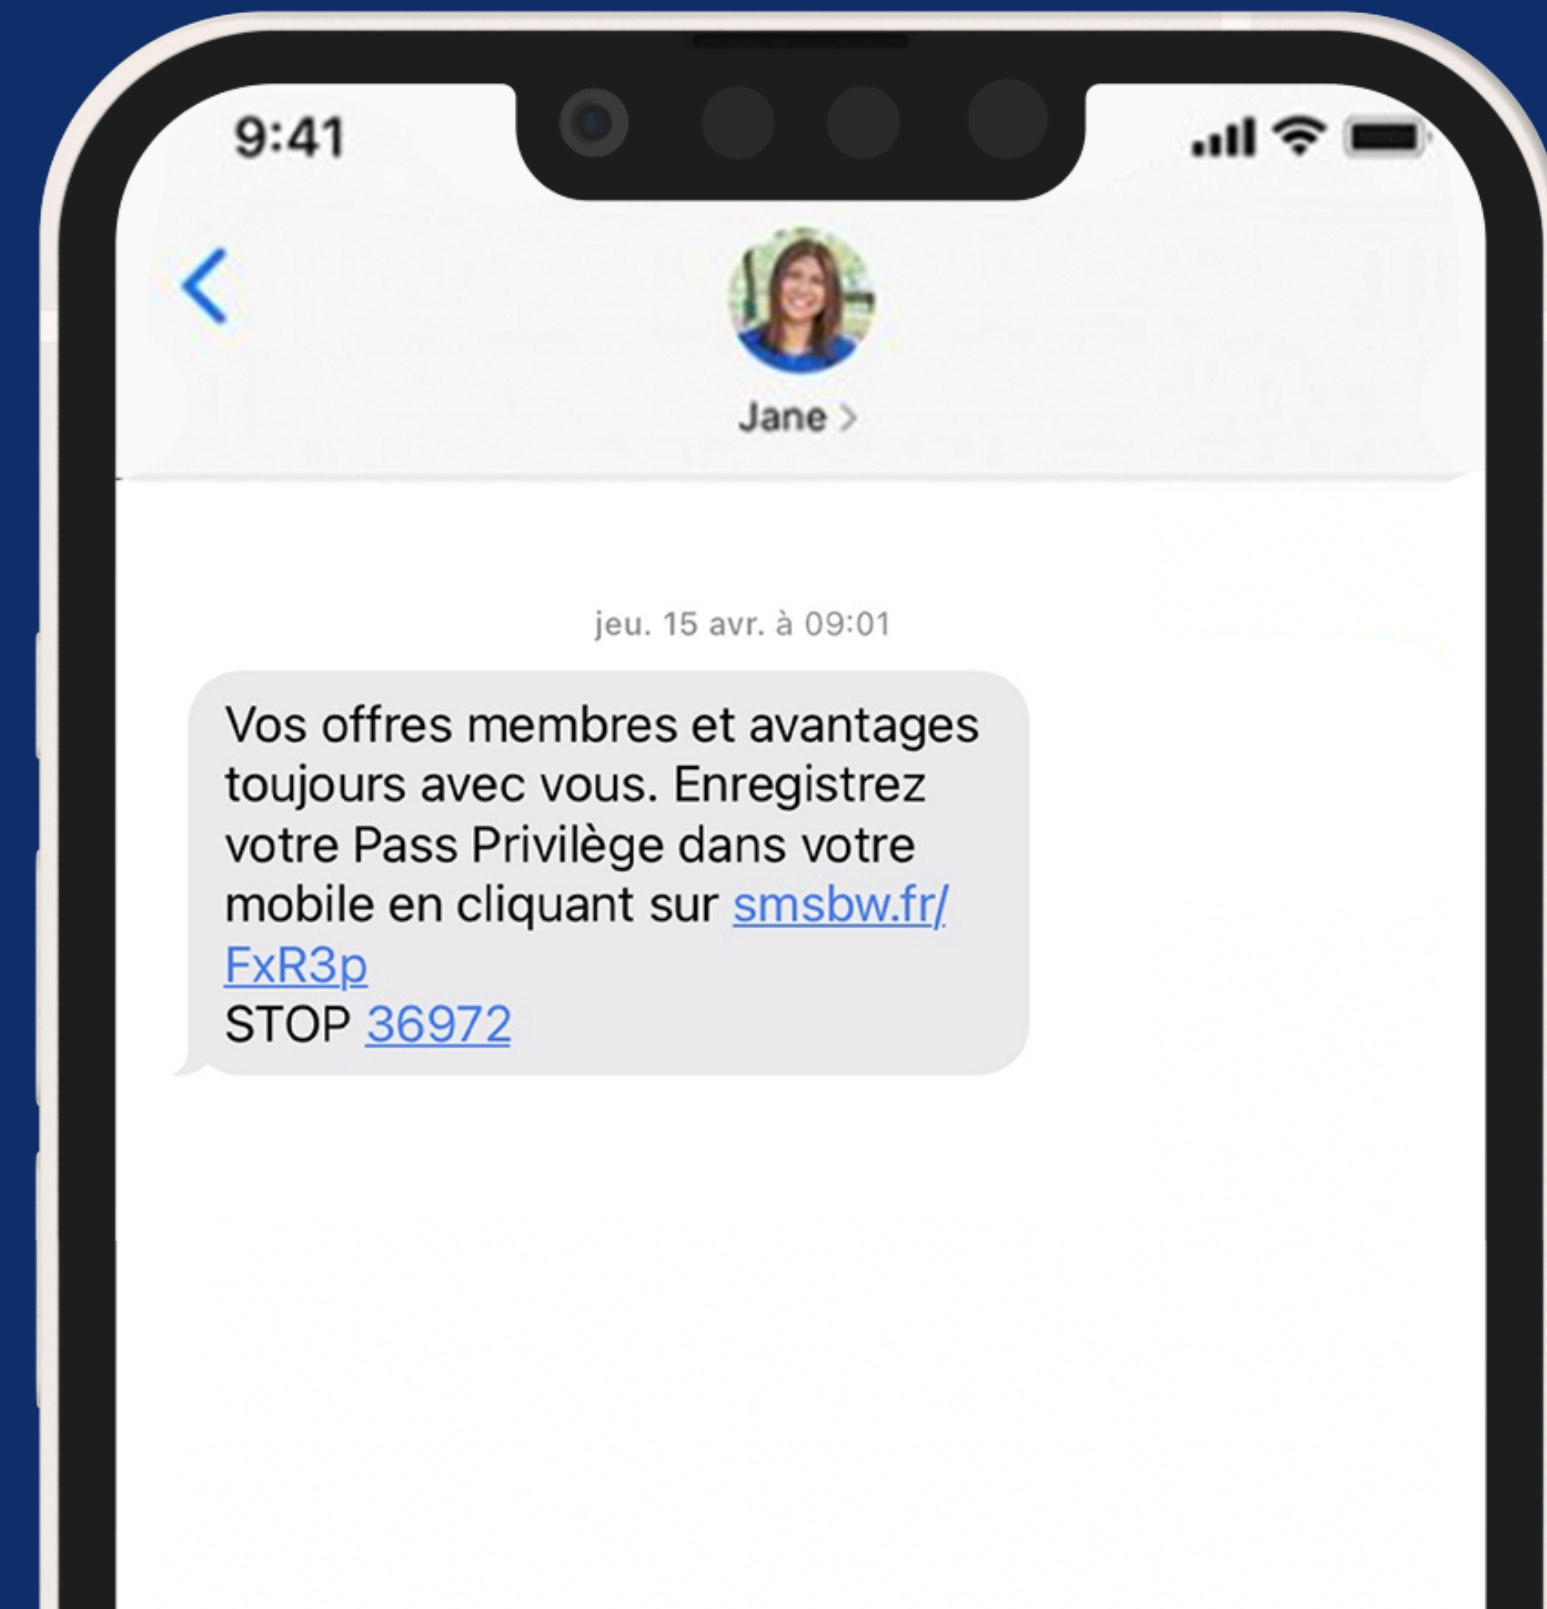 9:41
Jane
jeu. 15 avr. à 09:01
Vos offres membres et avantages
toujours avec vous. Enregistrez
votre Pass Privilège dans votre
mobile en cliquant sur smsbw.fr/
FxR3p
STOP 36972